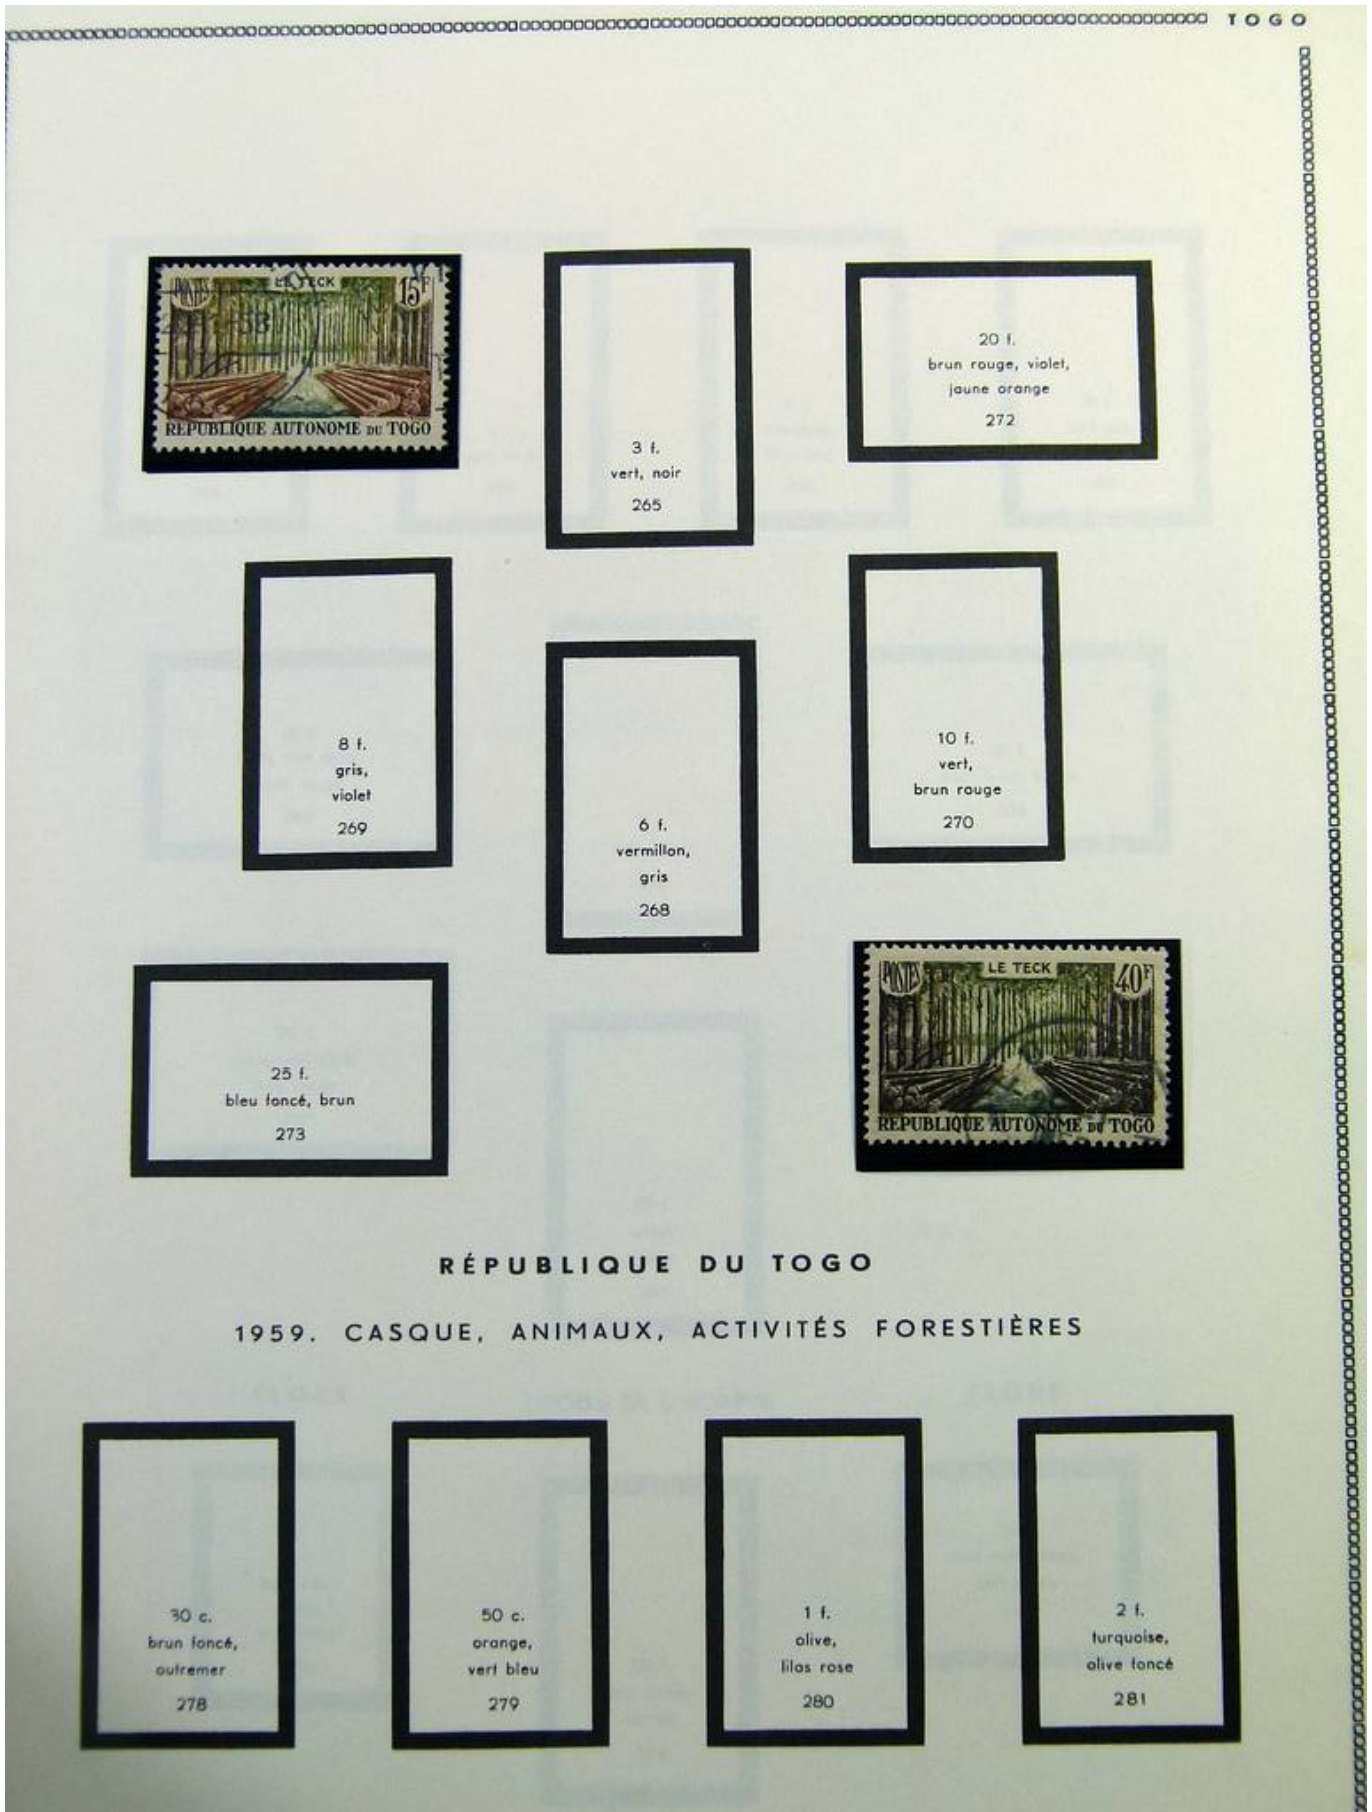 TOGO
POSTES
LE TECK
15F
58
RÉPUBLIQUE AUTONOME DU TOGO
3 f.
vert, noir
265
20 f.
brun rouge, violet,
jaune orange
272
8 f.
gris,
violet
269
6 f.
vermillon,
gris
268
10 f.
vert,
brun rouge
270
25 f.
bleu foncé, brun
273
POSTES
LE TECK
40F
RÉPUBLIQUE AUTONOME DU TOGO
RÉPUBLIQUE DU TOGO
1959. CASQUE, ANIMAUX, ACTIVITÉS FORESTIÈRES
30 c.
brun foncé,
outremer
278
50 c.
orange,
vert bleu
279
1 f.
olive,
lilas rose
280
2 f.
turquoise,
olive foncé
281